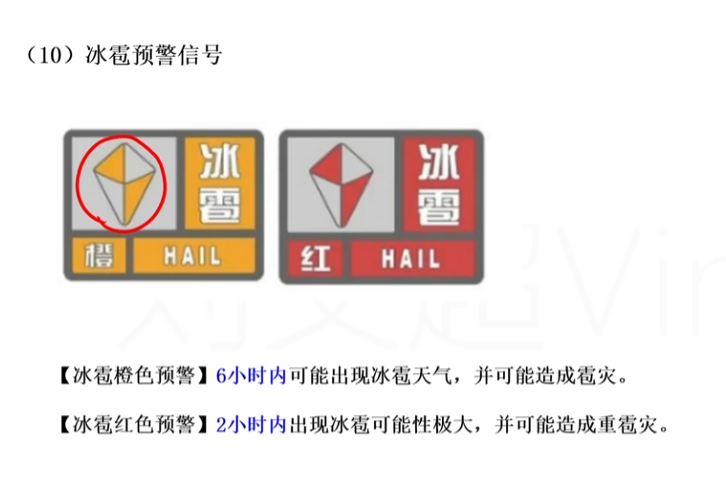 （10）冰雹预警信号
冰雹
橙 HAIL
冰雹
红 HAIL
【冰雹橙色预警】6小时内可能出现冰雹天气，并可能造成雹灾。
【冰雹红色预警】2小时内出现冰雹可能性极大，并可能造成重雹灾。